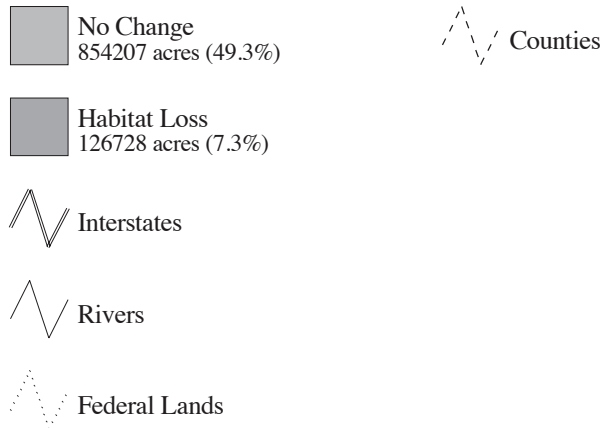 No Change
854207 acres (49.3%)
Habitat Loss
126728 acres (7.3%)
Interstates
Rivers
Federal Lands
Counties